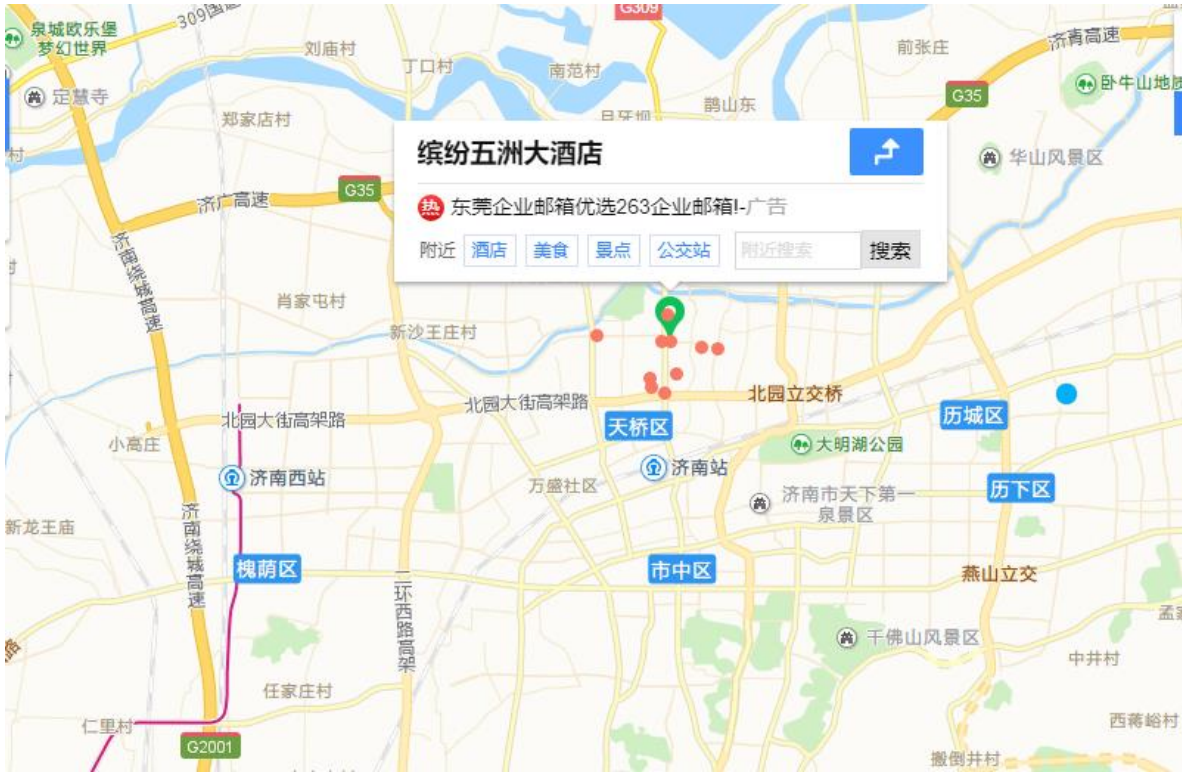 泉城欧乐堡
梦幻世界
309国道
G309
刘庙村
丁口村
南范村
前张庄
济青高速
定慧寺
郑家店村
鹊山东
G35
卧牛山地质
村
华山风景区
缤纷五洲大酒店
热 东莞企业邮箱优选263企业邮箱!-广告
附近 酒店 美食 景点 公交站 附近搜索 搜索
济广高速
G35
济南绕城高速
肖家屯村
新沙王庄村
北园大街高架路
北园大街高架路
北园立交桥
天桥区
历城区
小高庄
大明湖公园
济南西站
万盛社区
济南站
济南市天下第一
泉景区
历下区
新龙王庙
济南绕城高速
槐荫区
市中区
燕山立交
二环西路高架
千佛山风景区
中井村
任家庄村
仁里村
西蒋峪村
G2001
搬倒井村